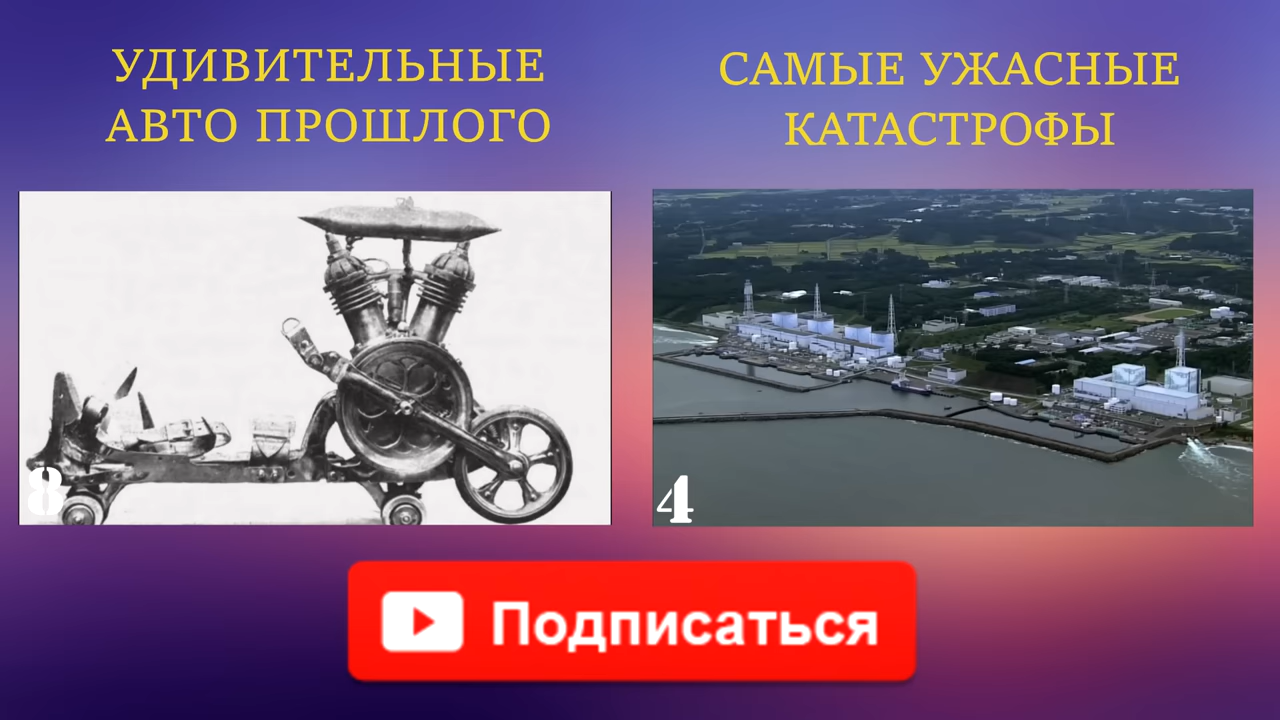 УДИВИТЕЛЬНЫЕ
АВТО ПРОШЛОГО
САМЫЕ УЖАСНЫЕ
КАТАСТРОФЫ
8
4
Подписаться